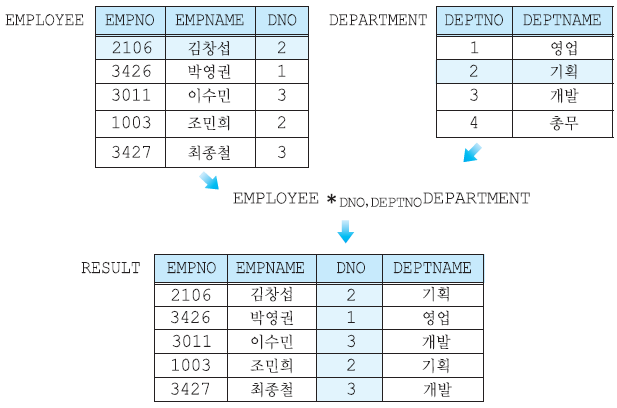 EMPLOYEE EMPNO EMPNAME DNO
2106 김창섭 2
3426 박영권 1
3011 이수민 3
1003 조민희 2
3427 최종철 3
DEPARTMENT DEPTNO DEPTNAME
1 영업
2 기획
3 개발
4 총무
EMPLOYEE *DNO,DEPTNODEPARTMENT
RESULT EMPNO EMPNAME DNO DEPTNAME
2106 김창섭 2 기획
3426 박영권 1 영업
3011 이수민 3 개발
1003 조민희 2 기획
3427 최종철 3 개발